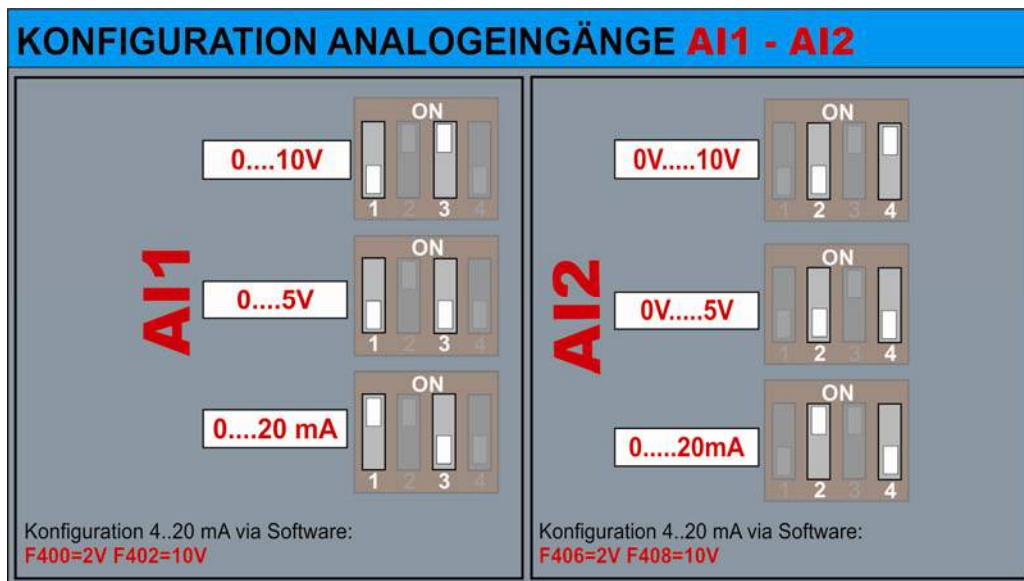 KONFIGURATION ANALOGEINGÄNGE AI1 - AI2
AI1
ON
0....10V
1 2 3 4
ON
0....5V
1 2 3 4
ON
0....20 mA
1 2 3 4
Konfiguration 4..20 mA via Software:
F400=2V F402=10V
AI2
ON
0V.....10V
1 2 3 4
ON
0V.....5V
1 2 3 4
ON
0.....20mA
1 2 3 4
Konfiguration 4..20 mA via Software:
F406=2V F408=10V